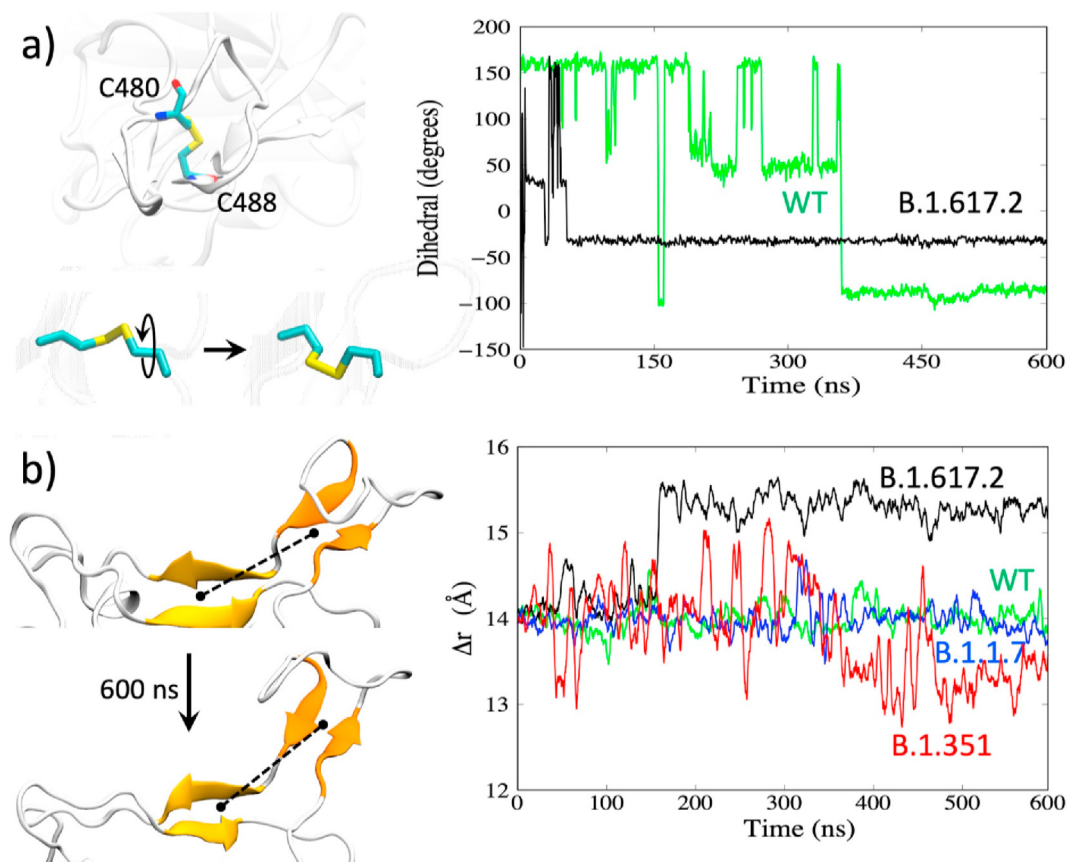 a)
C480
C488
Dihedral (degrees)
200
150
100
50
0
−50
−100
−150
WT
B.1.617.2
0
150
300
450
600
Time (ns)
b)
600 ns
Δr (Å)
16
15
14
13
12
B.1.617.2
WT
B.1.1.7
B.1.351
0
100
200
300
400
500
600
Time (ns)